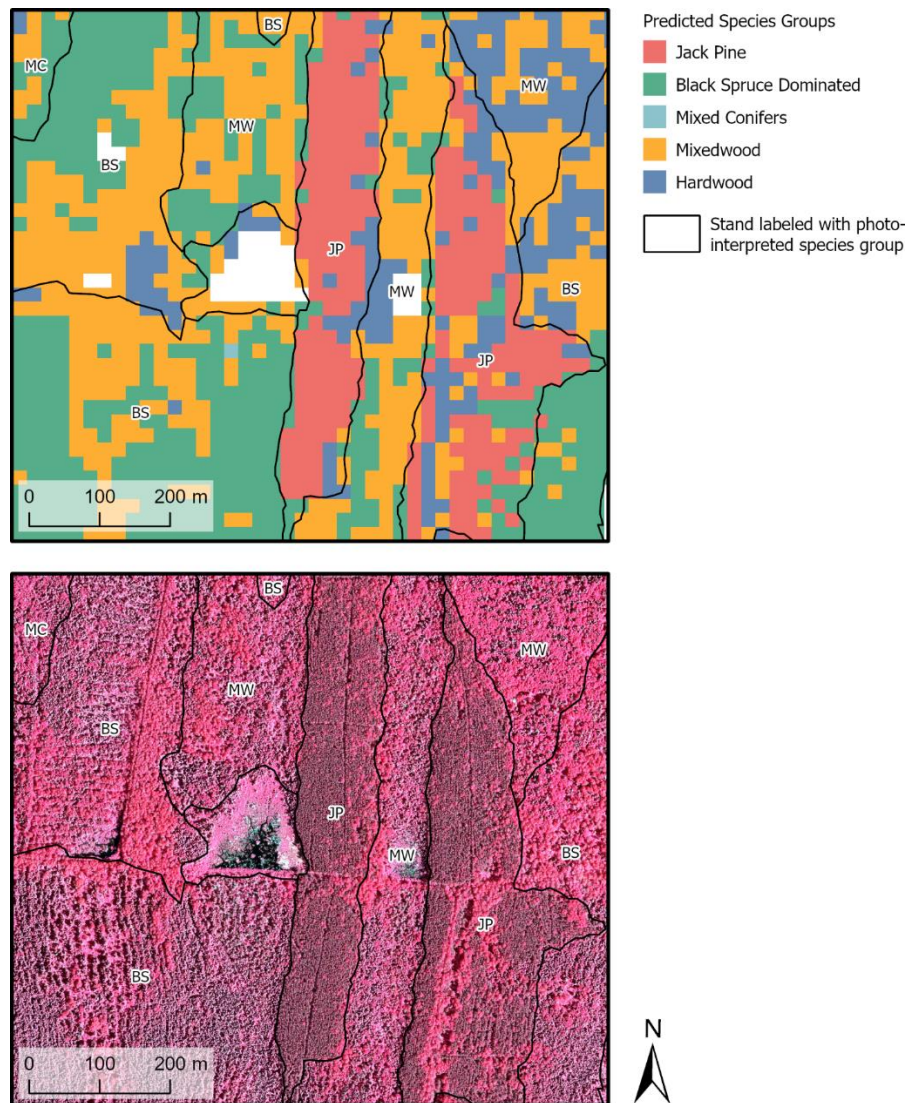 BS
MC
MW
MW
BS
JP
MW
BS
JP
BS
0 100 200 m
Predicted Species Groups
Jack Pine
Black Spruce Dominated
Mixed Conifers
Mixedwood
Hardwood
Stand labeled with photo-
interpreted species group
BS
MC
MW
MW
BS
JP
MW
BS
JP
BS
0 100 200 m
N